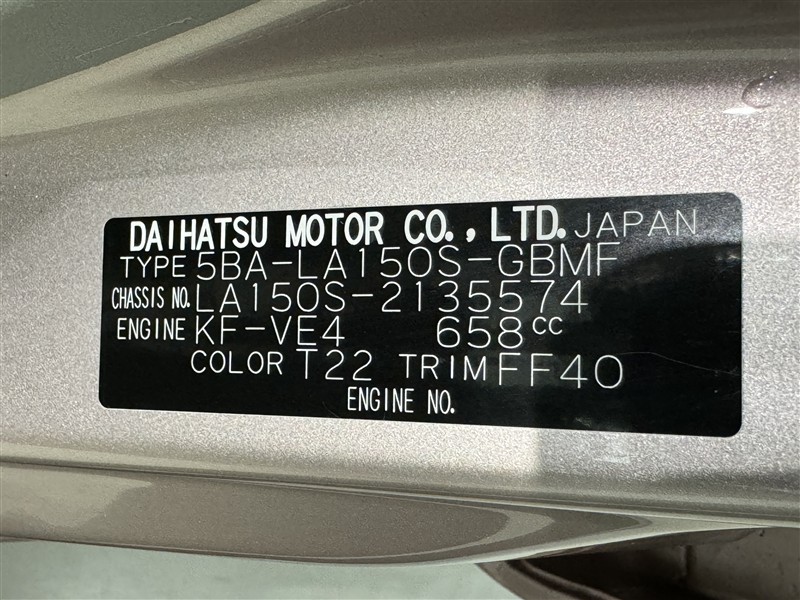 DAIHATSU MOTOR CO., LTD. JAPAN
TYPE 5BA-LA150S-GBMF
CHASSIS NO. LA150S-2135574
ENGINE KF-VE4 658cc
COLOR T22 TRIM FF40
ENGINE NO.